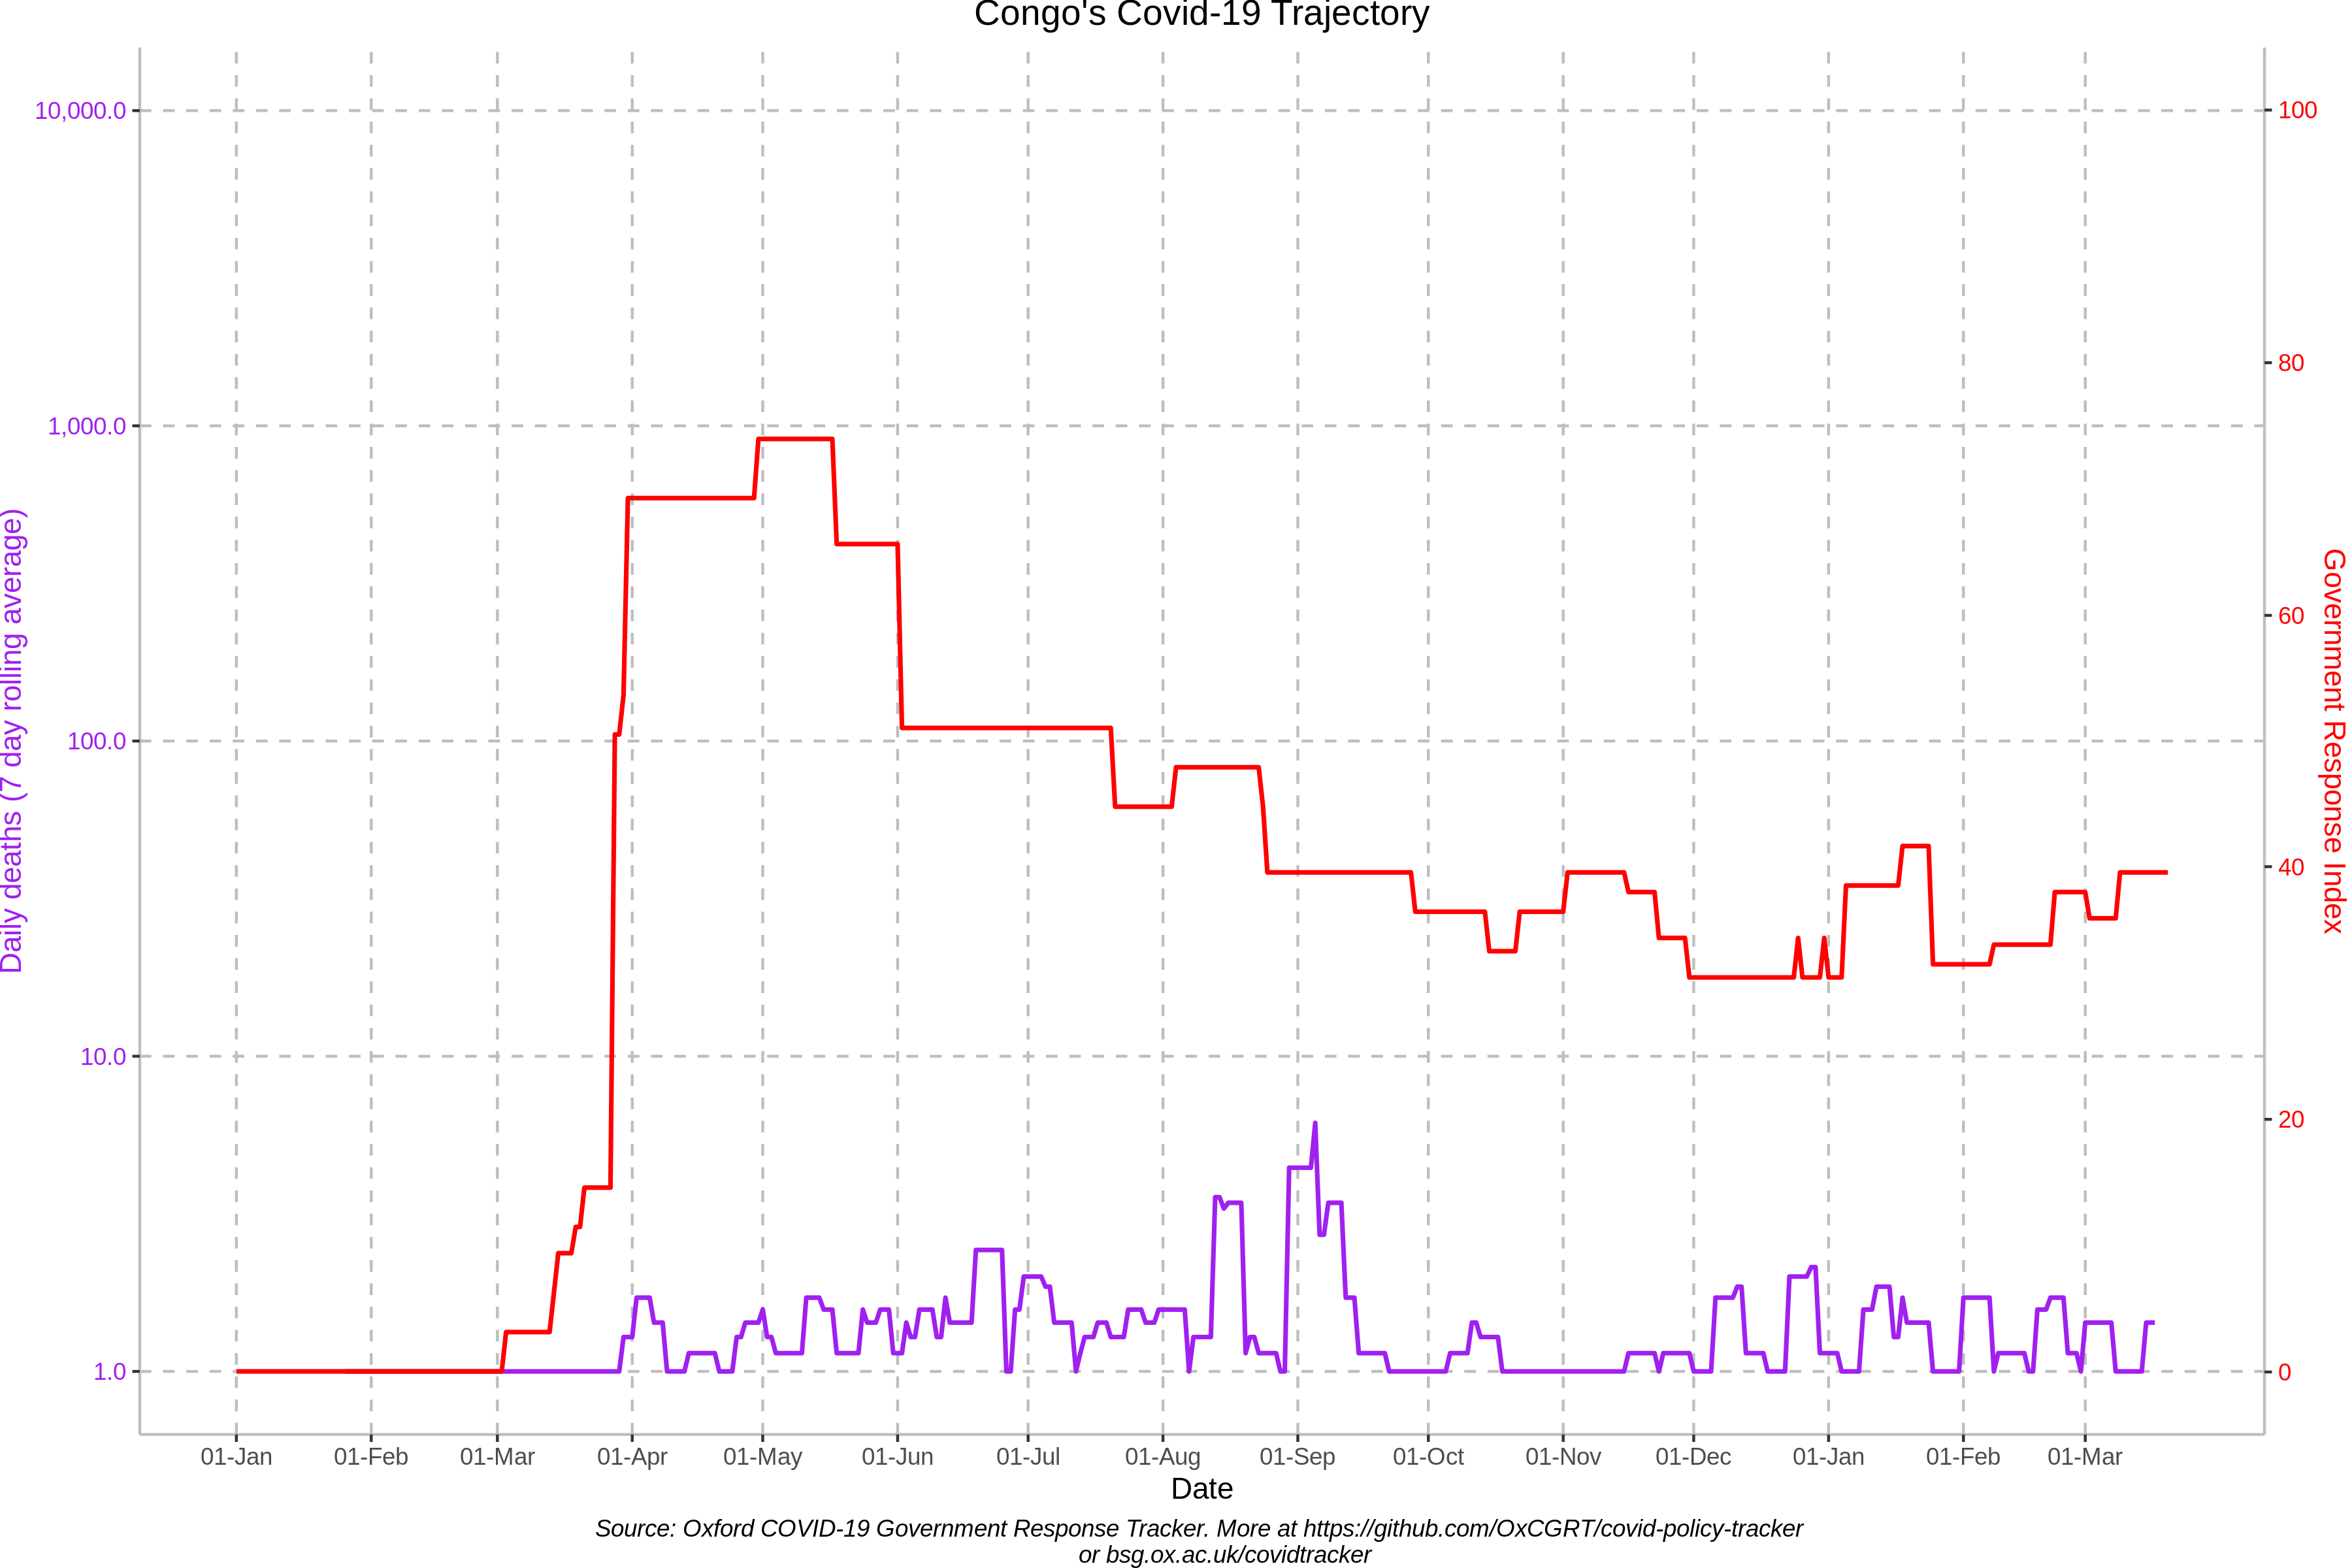 Congo's Covid-19 Trajectory
10,000.0
1,000.0
100.0
10.0
1.0
Daily deaths (7 day rolling average)
100
80
60
40
20
0
Government Response Index
01-Jan 01-Feb 01-Mar 01-Apr 01-May 01-Jun 01-Jul 01-Aug 01-Sep 01-Oct 01-Nov 01-Dec 01-Jan 01-Feb 01-Mar
Date
Source: Oxford COVID-19 Government Response Tracker. More at https://github.com/OxCGRT/covid-policy-tracker
or bsg.ox.ac.uk/covidtracker